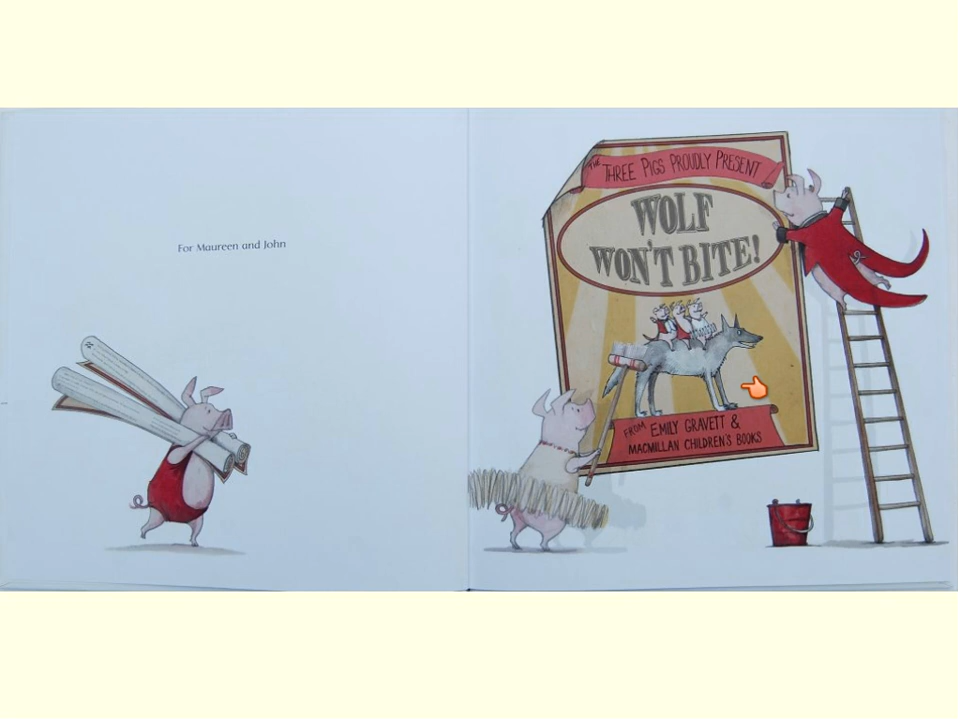 For Maureen and John
THE THREE PIGS PROUDLY PRESENT
WOLF
WON'T BITE!
FROM EMILY GRAVETT &
MACMILLAN CHILDREN'S BOOKS